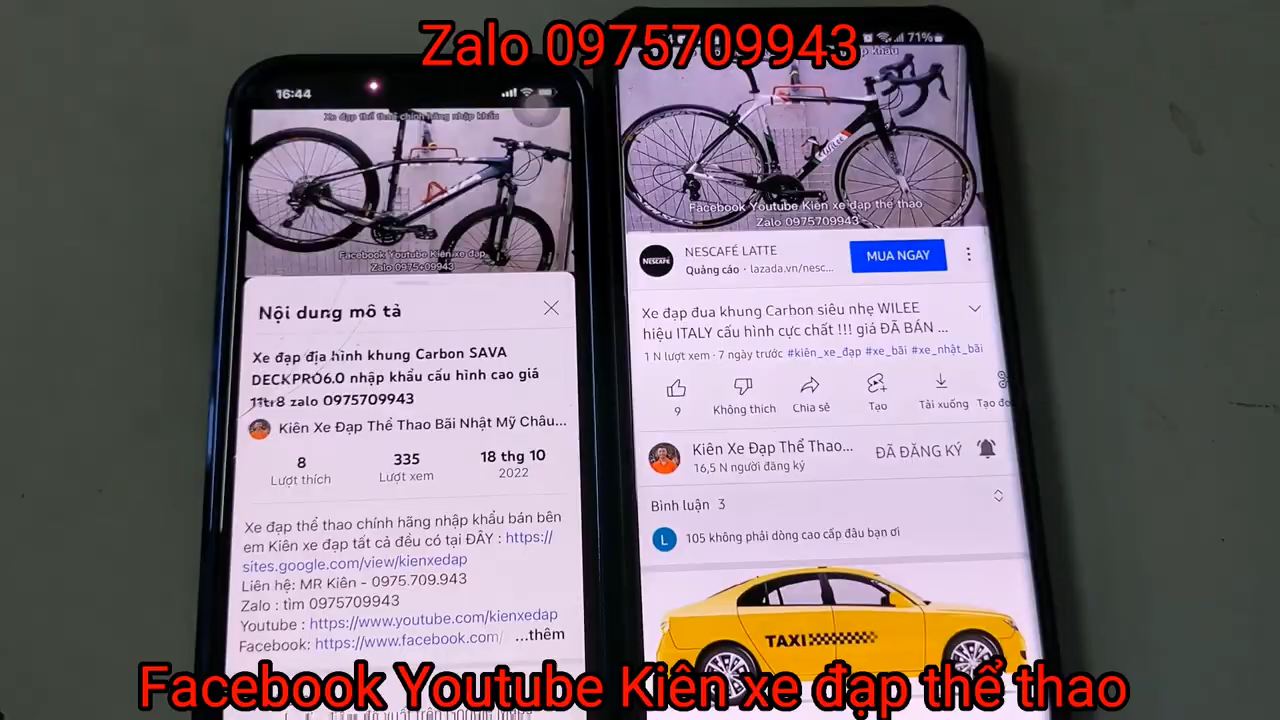 Zalo 0975709943
16:44
Xe đạp thể thao chính hãng nhập khẩu
Facebook Youtube Kiên xe đạp
Nội dung mô tả
Xe đạp địa hình khung Carbon SAVA
DECKPRO6.0 nhập khẩu cấu hình cao giá
11tr8 zalo 0975709943
Kiên Xe Đạp Thể Thao Bãi Nhật Mỹ Châu...
8
335
18 thg 10
Lượt thích
Lượt xem
2022
Xe đạp thể thao chính hãng nhập khẩu bán bên
em Kiên xe đạp tất cả đều có tại ĐÂY : https://
sites.google.com/view/kienxedap
Liên hệ: MR Kiên - 0975.709.943
Zalo : tìm 0975709943
Youtube : https://www.youtube.com/kienxedap
Facebook: https://www.facebook.com/ ...thêm
71%
khẩu
WILEE
Facebook Youtube Kiên xe đạp thể thao
Zalo 0975709943
NESCAFÉ
NESCAFÉ LATTE
Quảng cáo · lazada.vn/nesc...
MUA NGAY
Xe đạp đua khung Carbon siêu nhẹ WILEE
hiệu ITALY cấu hình cực chất !!! giá ĐÃ BÁN ...
1 N lượt xem · 7 ngày trước #kiên_xe_đạp #xe_bãi #xe_nhật_bãi
9
Không thích
Chia sẻ
Tạo
Tải xuống
Tạo đo
Kiên Xe Đạp Thể Thao...
16,5 N người đăng ký
ĐÃ ĐĂNG KÝ
Bình luận 3
L
105 không phải dòng cao cấp đâu bạn ơi
TAXI
Facebook Youtube Kiên xe đạp thể thao